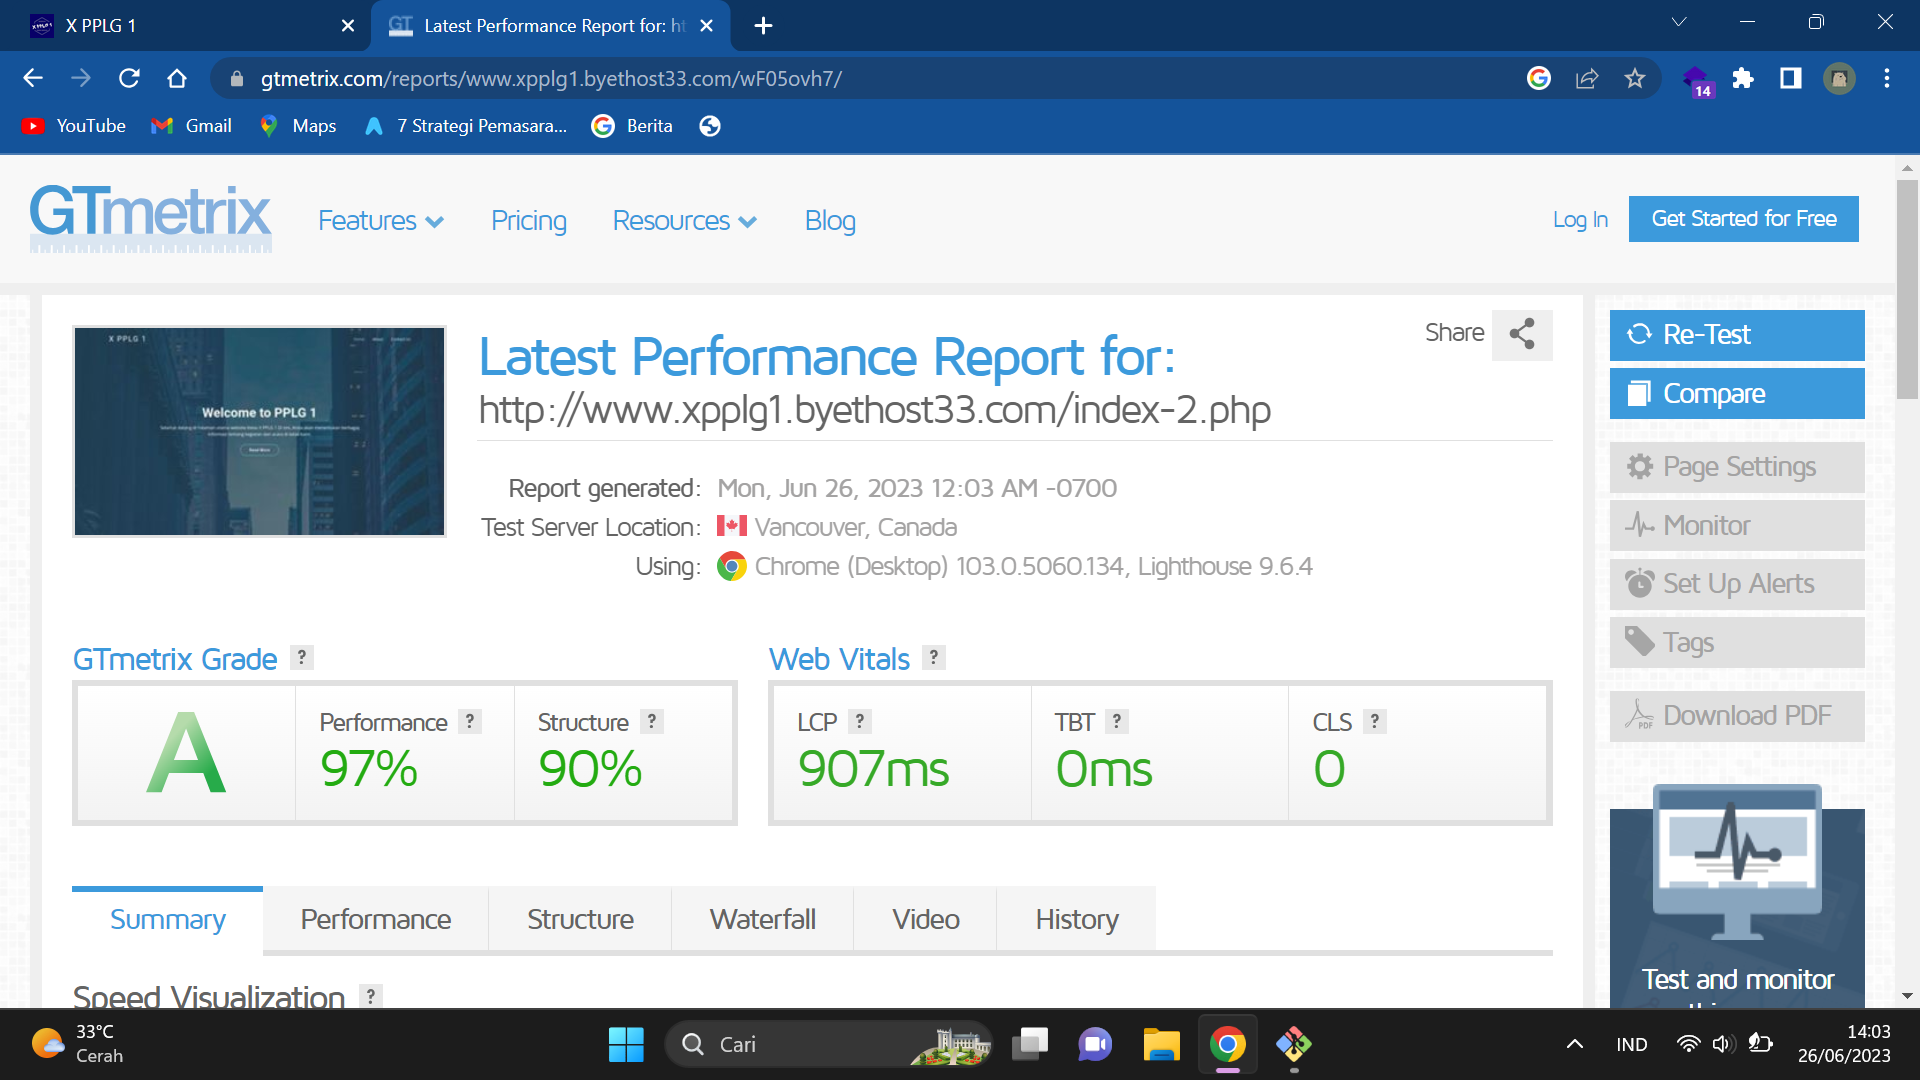 X PPLG 1
Latest Performance Report for: ht
gtmetrix.com/reports/www.xpplg1.byethost33.com/wF05ovh7/
14
YouTube
Gmail
Maps
7 Strategi Pemasara...
Berita
GTmetrix
Features
Pricing
Resources
Blog
Log In
Get Started for Free
X PPLG 1
Welcome to PPLG 1
Read More
Latest Performance Report for:
http://www.xpplg1.byethost33.com/index-2.php
Share
Report generated: Mon, Jun 26, 2023 12:03 AM -0700
Test Server Location: Vancouver, Canada
Using: Chrome (Desktop) 103.0.5060.134, Lighthouse 9.6.4
Re-Test
Compare
Page Settings
Monitor
Set Up Alerts
Tags
PDF Download PDF
GTmetrix Grade ?
A
Performance ?
97%
Structure ?
90%
Web Vitals ?
LCP ?
907ms
TBT ?
0ms
CLS ?
0
Summary
Performance
Structure
Waterfall
Video
History
Speed Visualization ?
Test and monitor
33°C
Cerah
Cari
IND
14:03
26/06/2023